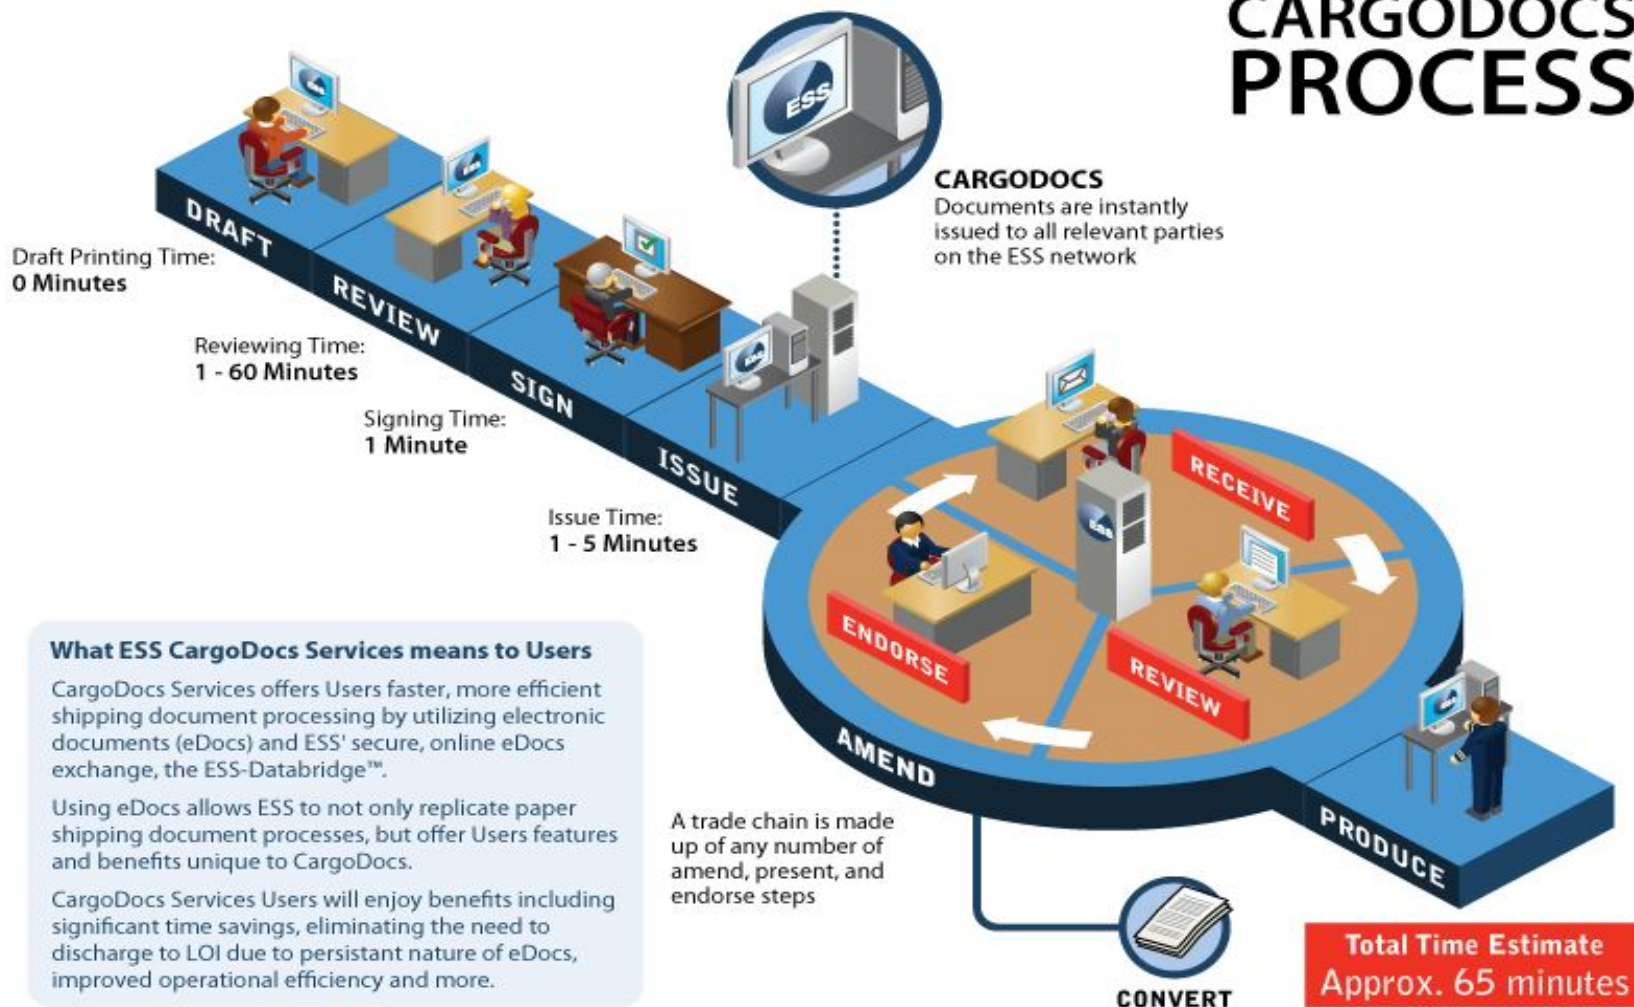 CARGODOCS
PROCESS
ESS
ESS
ESS
CARGODOCS
Documents are instantly
issued to all relevant parties
on the ESS network
DRAFT
Draft Printing Time:
0 Minutes
REVIEW
Reviewing Time:
1 - 60 Minutes
SIGN
Signing Time:
1 Minute
ESS
ISSUE
Issue Time:
1 - 5 Minutes
RECEIVE
ESS
ENDORSE
REVIEW
AMEND
ESS
PRODUCE
What ESS CargoDocs Services means to Users
CargoDocs Services offers Users faster, more efficient
shipping document processing by utilizing electronic
documents (eDocs) and ESS' secure, online eDocs
exchange, the ESS-Databridge™.
Using eDocs allows ESS to not only replicate paper
shipping document processes, but offer Users features
and benefits unique to CargoDocs.
CargoDocs Services Users will enjoy benefits including
significant time savings, eliminating the need to
discharge to LOI due to persistant nature of eDocs,
improved operational efficiency and more.
A trade chain is made
up of any number of
amend, present, and
endorse steps
CONVERT
Total Time Estimate
Approx. 65 minutes